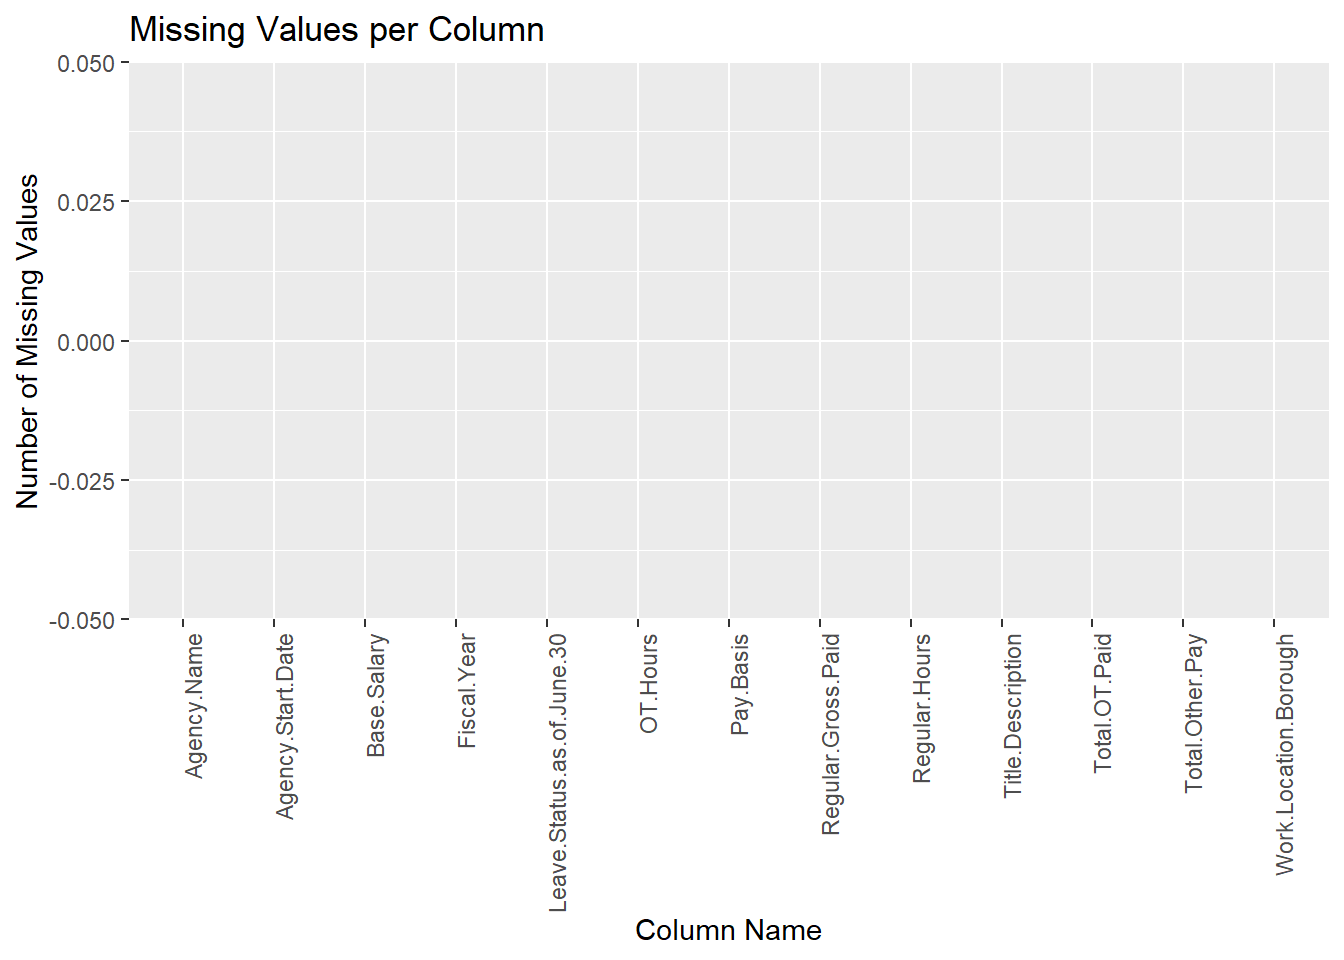 Missing Values per Column
Number of Missing Values
0.050
0.025
0.000
-0.025
-0.050
Agency.Name
Agency.Start.Date
Base.Salary
Fiscal.Year
Leave.Status.as.of.June.30
OT.Hours
Pay.Basis
Regular.Gross.Paid
Regular.Hours
Title.Description
Total.OT.Paid
Total.Other.Pay
Work.Location.Borough
Column Name